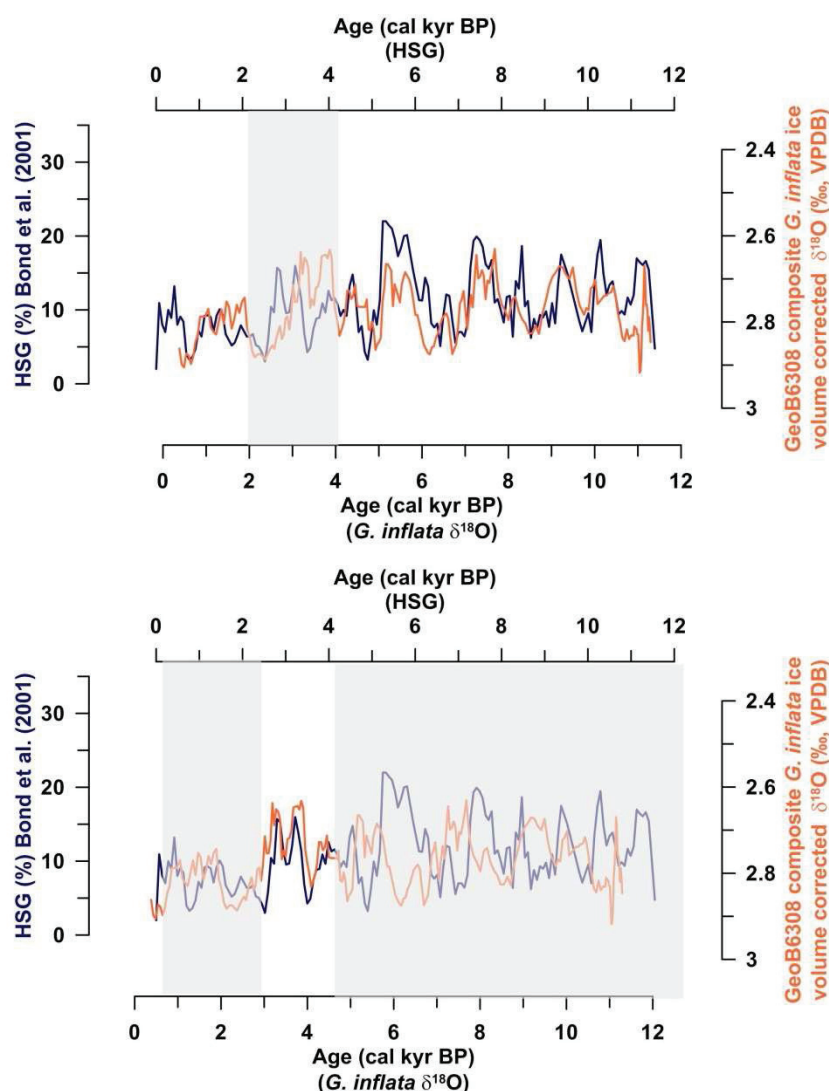 Age (cal kyr BP)
(HSG)
0 2 4 6 8 10 12
HSG (%) Bond et al. (2001)
30
20
10
0
2.4
2.6
2.8
3
GeoB6308 composite G. inflata ice
volume corrected δ¹⁸O (‰, VPDB)
0 2 4 6 8 10 12
Age (cal kyr BP)
(G. inflata δ¹⁸O)
Age (cal kyr BP)
(HSG)
0 2 4 6 8 10 12
HSG (%) Bond et al. (2001)
30
20
10
0
2.4
2.6
2.8
3
GeoB6308 composite G. inflata ice
volume corrected δ¹⁸O (‰, VPDB)
0 2 4 6 8 10 12
Age (cal kyr BP)
(G. inflata δ¹⁸O)